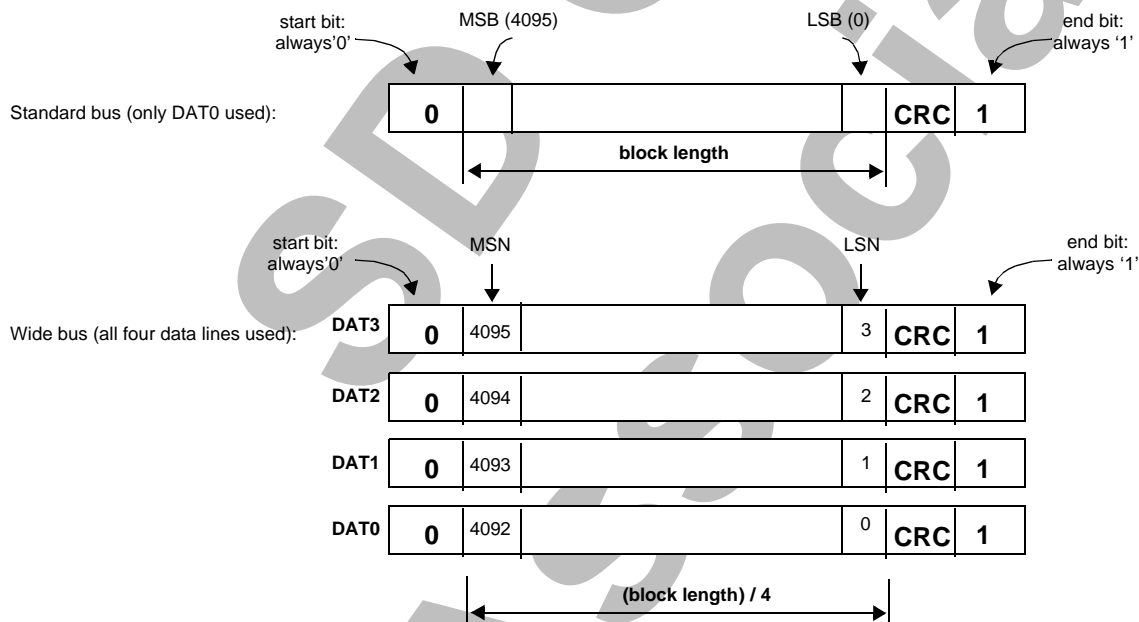 start bit:
always'0'
MSB (4095)
LSB (0)
end bit:
always ‘1’
Standard bus (only DAT0 used):
0
CRC
1
block length
start bit:
always'0'
MSN
LSN
end bit:
always ‘1’
Wide bus (all four data lines used):
DAT3
0
4095
3
CRC
1
DAT2
0
4094
2
CRC
1
DAT1
0
4093
1
CRC
1
DAT0
0
4092
0
CRC
1
(block length) / 4